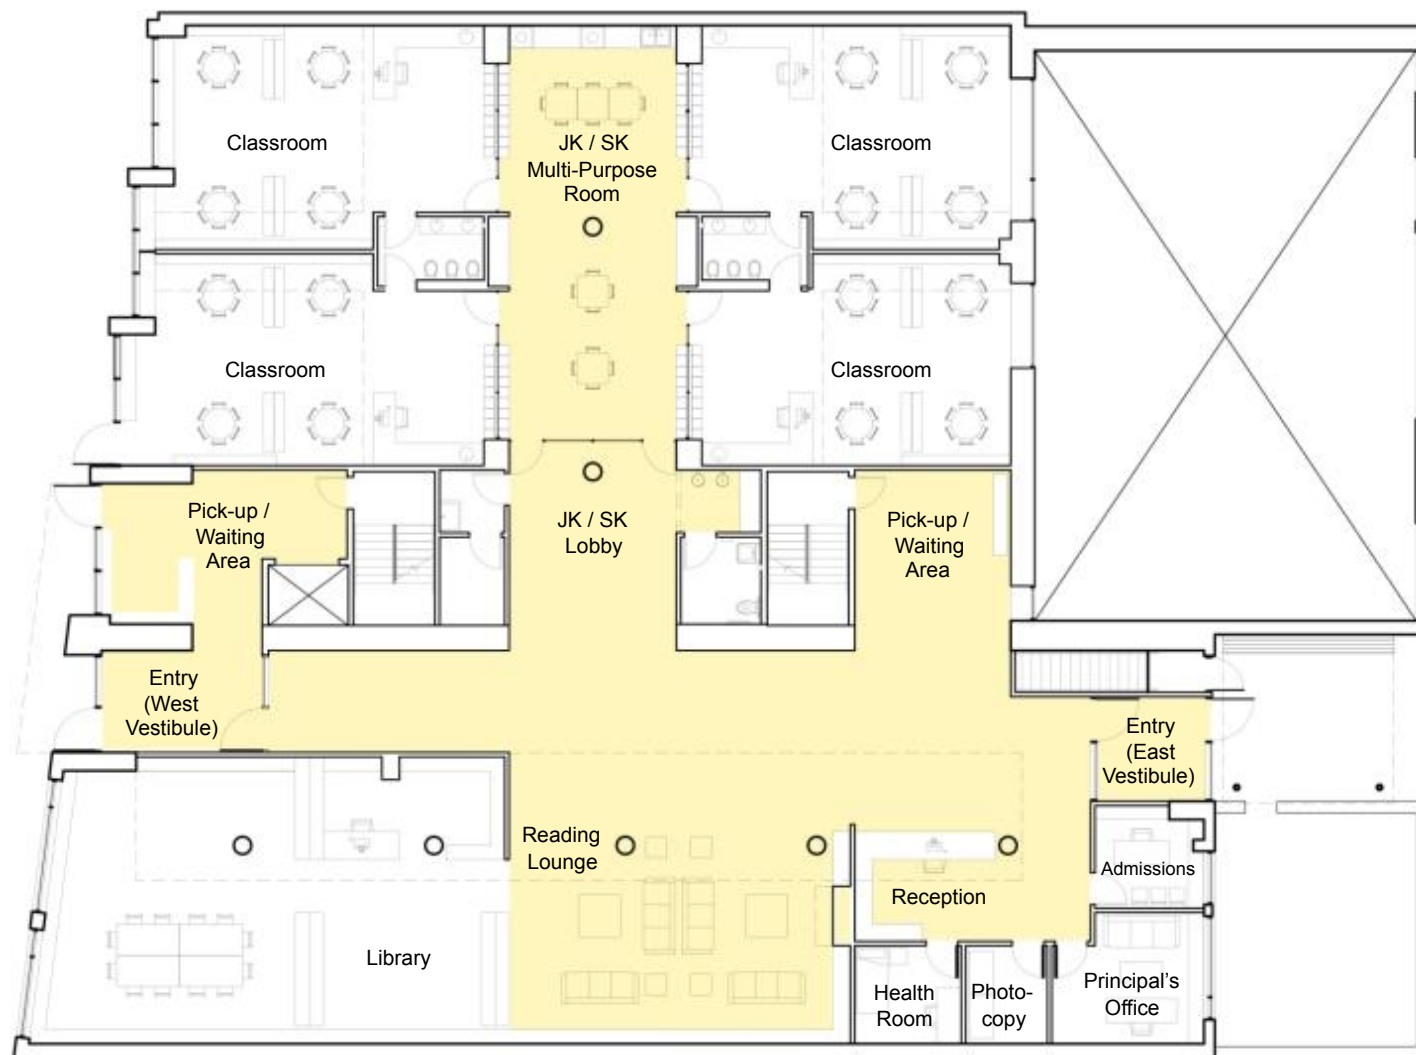 Classroom
JK / SK
Multi-Purpose
Room
Classroom
Classroom
Classroom
Pick-up /
Waiting
Area
JK / SK
Lobby
Pick-up /
Waiting
Area
Entry
(West
Vestibule)
Entry
(East
Vestibule)
Reading
Lounge
Admissions
Reception
Library
Health
Room
Photo-
copy
Principal's
Office